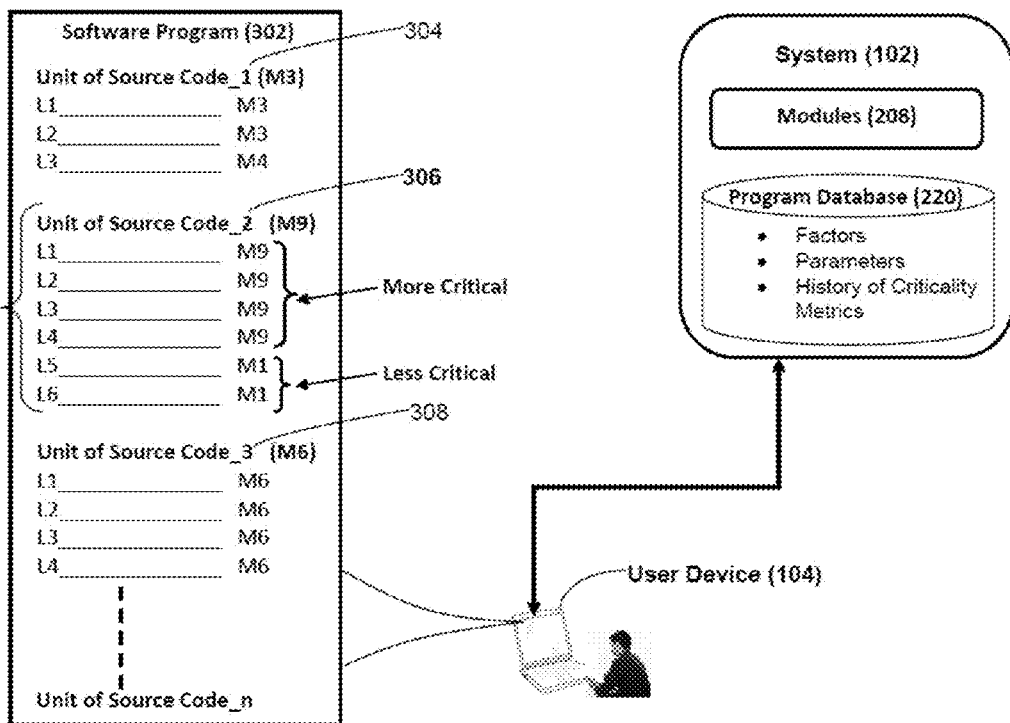 Software Program (302)
304
Unit of Source Code_1 (M3)
L1 M3
L2 M3
L3 M4
306
Unit of Source Code_2 (M9)
L1 M9
L2 M9
L3 M9
L4 M9
More Critical
L5 M1
L6 M1
Less Critical
308
Unit of Source Code_3 (M6)
L1 M6
L2 M6
L3 M6
L4 M6
Unit of Source Code_n
System (102)
Modules (208)
Program Database (220)
• Factors
• Parameters
• History of Criticality
Metrics
User Device (104)